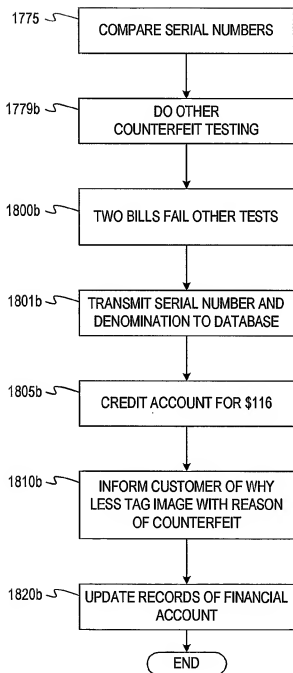 1775
COMPARE SERIAL NUMBERS
1779b
DO OTHER
COUNTERFEIT TESTING
1800b
TWO BILLS FAIL OTHER TESTS
1801b
TRANSMIT SERIAL NUMBER AND
DENOMINATION TO DATABASE
1805b
CREDIT ACCOUNT FOR $116
1810b
INFORM CUSTOMER OF WHY
LESS TAG IMAGE WITH REASON
OF COUNTERFEIT
1820b
UPDATE RECORDS OF FINANCIAL
ACCOUNT
END